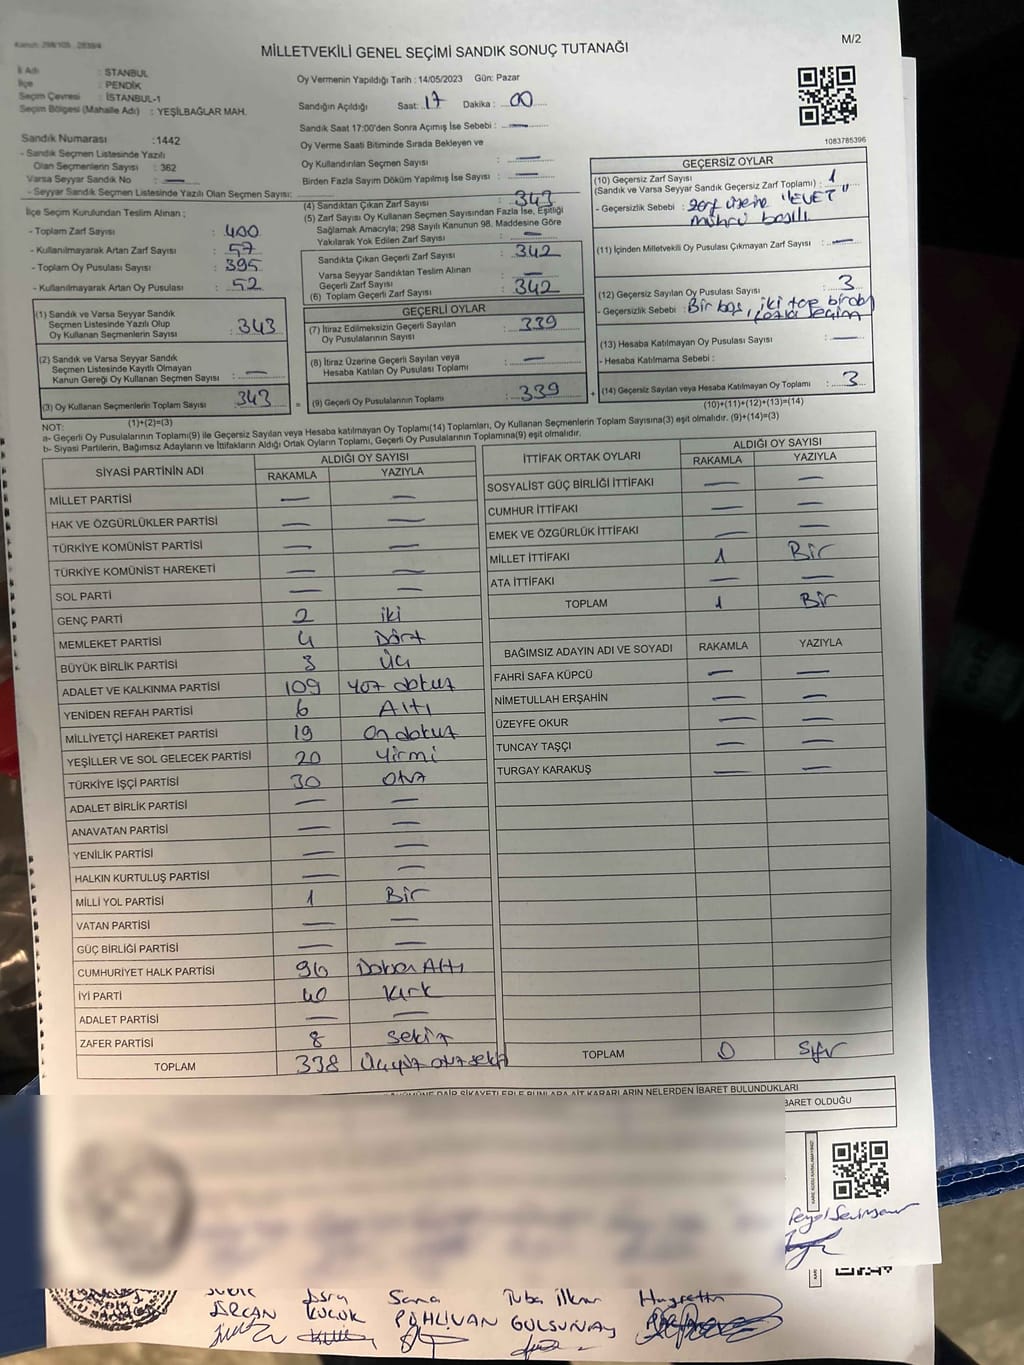 Kanun: 298/105, 2839/4
MİLLETVEKİLİ GENEL SEÇİMİ SANDIK SONUÇ TUTANAĞI
M/2
İl Adı : İSTANBUL
İlçe : PENDİK
Seçim Çevresi : İSTANBUL-1
Seçim Bölgesi (Mahalle Adı) : YEŞİLBAĞLAR MAH.
Sandık Numarası :1442
- Sandık Seçmen Listesinde Yazılı
Olan Seçmenlerin Sayısı : 362
Varsa Seyyar Sandık No : —
- Seyyar Sandık Seçmen Listesinde Yazılı Olan Seçmen Sayısı:
Oy Vermenin Yapıldığı Tarih : 14/05/2023 Gün: Pazar
Sandığın Açıldığı Saat: 17 Dakika : 00
Sandık Saat 17:00'den Sonra Açımış İse Sebebi : —
Oy Verme Saati Bitiminde Sırada Bekleyen ve
Oy Kullandırılan Seçmen Sayısı : —
Birden Fazla Sayım Döküm Yapılmış İse Sayısı : —
1083785396
İlçe Seçim Kurulundan Teslim Alınan ;
- Toplam Zarf Sayısı : 400
- Kullanılmayarak Artan Zarf Sayısı : 57
- Toplam Oy Pusulası Sayısı : 395
- Kullanılmayarak Artan Oy Pusulası : 52
(4) Sandıktan Çıkan Zarf Sayısı : 343
(5) Zarf Sayısı Oy Kullanan Seçmen Sayısından Fazla İse, Eşitliği
Sağlamak Amacıyla; 298 Sayılı Kanunun 98. Maddesine Göre
Yakılarak Yok Edilen Zarf Sayısı : —
Sandıkta Çıkan Geçerli Zarf Sayısı : 342
Varsa Seyyar Sandıktan Teslim Alınan
Geçerli Zarf Sayısı : —
(6) Toplam Geçerli Zarf Sayısı : 342
GEÇERSİZ OYLAR
(10) Geçersiz Zarf Sayısı
(Sandık ve Varsa Seyyar Sandık Geçersiz Zarf Toplamı) : 1
- Geçersizlik Sebebi : zarf üzerine "EVET"
mührü basılı
(11) İçinden Milletvekili Oy Pusulası Çıkmayan Zarf Sayısı : —
(12) Geçersiz Sayılan Oy Pusulası Sayısı : 3
- Geçersizlik Sebebi : Bir boş, iki
(13) Hesaba Katılmayan Oy Pusulası Sayısı : —
- Hesaba Katılmama Sebebi :
(14) Geçersiz Sayılan veya Hesaba Katılmayan Oy Toplamı : 3
(10)+(11)+(12)+(13)=(14)
(1) Sandık ve Varsa Seyyar Sandık
Seçmen Listesinde Yazılı Olup
Oy Kullanan Seçmenlerin Sayısı : 343
(2) Sandık ve Varsa Seyyar Sandık
Seçmen Listesinde Kayıtlı Olmayan
Kanun Gereği Oy Kullanan Seçmen Sayısı : —
(3) Oy Kullanan Seçmenlerin Toplam Sayısı 343
(1)+(2)=(3)
GEÇERLİ OYLAR
(7) İtiraz Edilmeksizin Geçerli Sayılan
Oy Pusulalarının Sayısı : 339
(8) İtiraz Üzerine Geçerli Sayılan veya
Hesaba Katılan Oy Pusulası Toplamı : —
= (9) Geçerli Oy Pusulalarının Toplamı : 339 +
NOT:
a- Geçerli Oy Pusulalarının Toplamı(9) ile Geçersiz Sayılan veya Hesaba katılmayan Oy Toplamı(14) Toplamları, Oy Kullanan Seçmenlerin Toplam Sayısına(3) eşit olmalıdır. (9)+(14)=(3)
b- Siyasi Partilerin, Bağımsız Adayların ve İttifakların Aldığı Ortak Oyların Toplamı, Geçerli Oy Pusulalarının Toplamına(9) eşit olmalıdır.
SİYASİ PARTİNİN ADI ALDIĞI OY SAYISI
RAKAMLA YAZIYLA
MİLLET PARTİSİ — —
HAK VE ÖZGÜRLÜKLER PARTİSİ — —
TÜRKİYE KOMÜNİST PARTİSİ — —
TÜRKİYE KOMÜNİST HAREKETİ — —
SOL PARTİ — —
GENÇ PARTİ 2 iki
MEMLEKET PARTİSİ 4 Dört
BÜYÜK BİRLİK PARTİSİ 3 Üç
ADALET VE KALKINMA PARTİSİ 109 yüz dokuz
YENİDEN REFAH PARTİSİ 6 Altı
MİLLİYETÇİ HAREKET PARTİSİ 19 On dokuz
YEŞİLLER VE SOL GELECEK PARTİSİ 20 Yirmi
TÜRKİYE İŞÇİ PARTİSİ 30 Otuz
ADALET BİRLİK PARTİSİ — —
ANAVATAN PARTİSİ — —
YENİLİK PARTİSİ — —
HALKIN KURTULUŞ PARTİSİ — —
MİLLİ YOL PARTİSİ 1 Bir
VATAN PARTİSİ — —
GÜÇ BİRLİĞİ PARTİSİ — —
CUMHURİYET HALK PARTİSİ 96 Doksan Altı
İYİ PARTİ 40 Kırk
ADALET PARTİSİ — —
ZAFER PARTİSİ 8 Sekiz
TOPLAM 338 Üçyüz otuz sekiz
İTTİFAK ORTAK OYLARI ALDIĞI OY SAYISI
RAKAMLA YAZIYLA
SOSYALİST GÜÇ BİRLİĞİ İTTİFAKI — —
CUMHUR İTTİFAKI — —
EMEK VE ÖZGÜRLÜK İTTİFAKI — —
MİLLET İTTİFAKI 1 Bir
ATA İTTİFAKI — —
TOPLAM 1 Bir
BAĞIMSIZ ADAYIN ADI VE SOYADI RAKAMLA YAZIYLA
FAHRİ SAFA KÜPCÜ — —
NİMETULLAH ERŞAHİN — —
ÜZEYFE OKUR — —
TUNCAY TAŞÇI — —
TURGAY KARAKUŞ — —
TOPLAM 0 Sıfır
DAİR ŞİKAYETLERLE BUNLARA AİT KARARLARIN NELERDEN İBARET BULUNDUKLARI
İBARET OLDUĞU
Esra Sana Tuba İlknur Hayrettin
ERCAN KÜÇÜK PEHLİVAN GÜLSUNAY